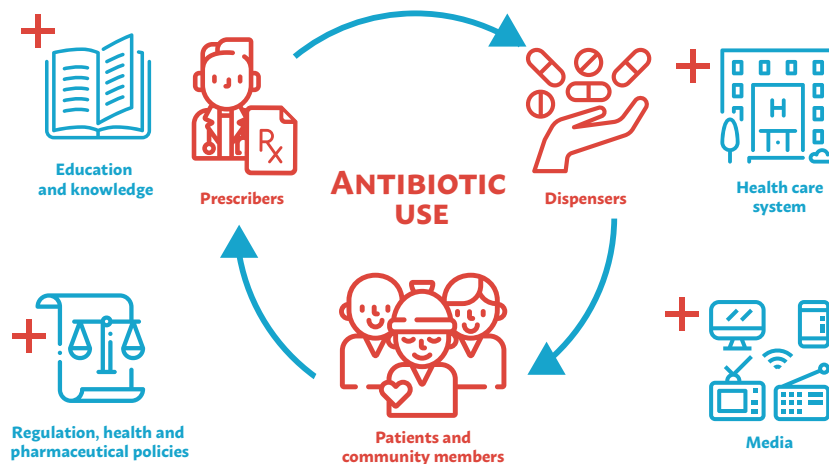 Education
and knowledge
Rx
Prescribers
ANTIBIOTIC
USE
Dispensers
H
Health care
system
Regulation, health and
pharmaceutical policies
Patients and
community members
Media